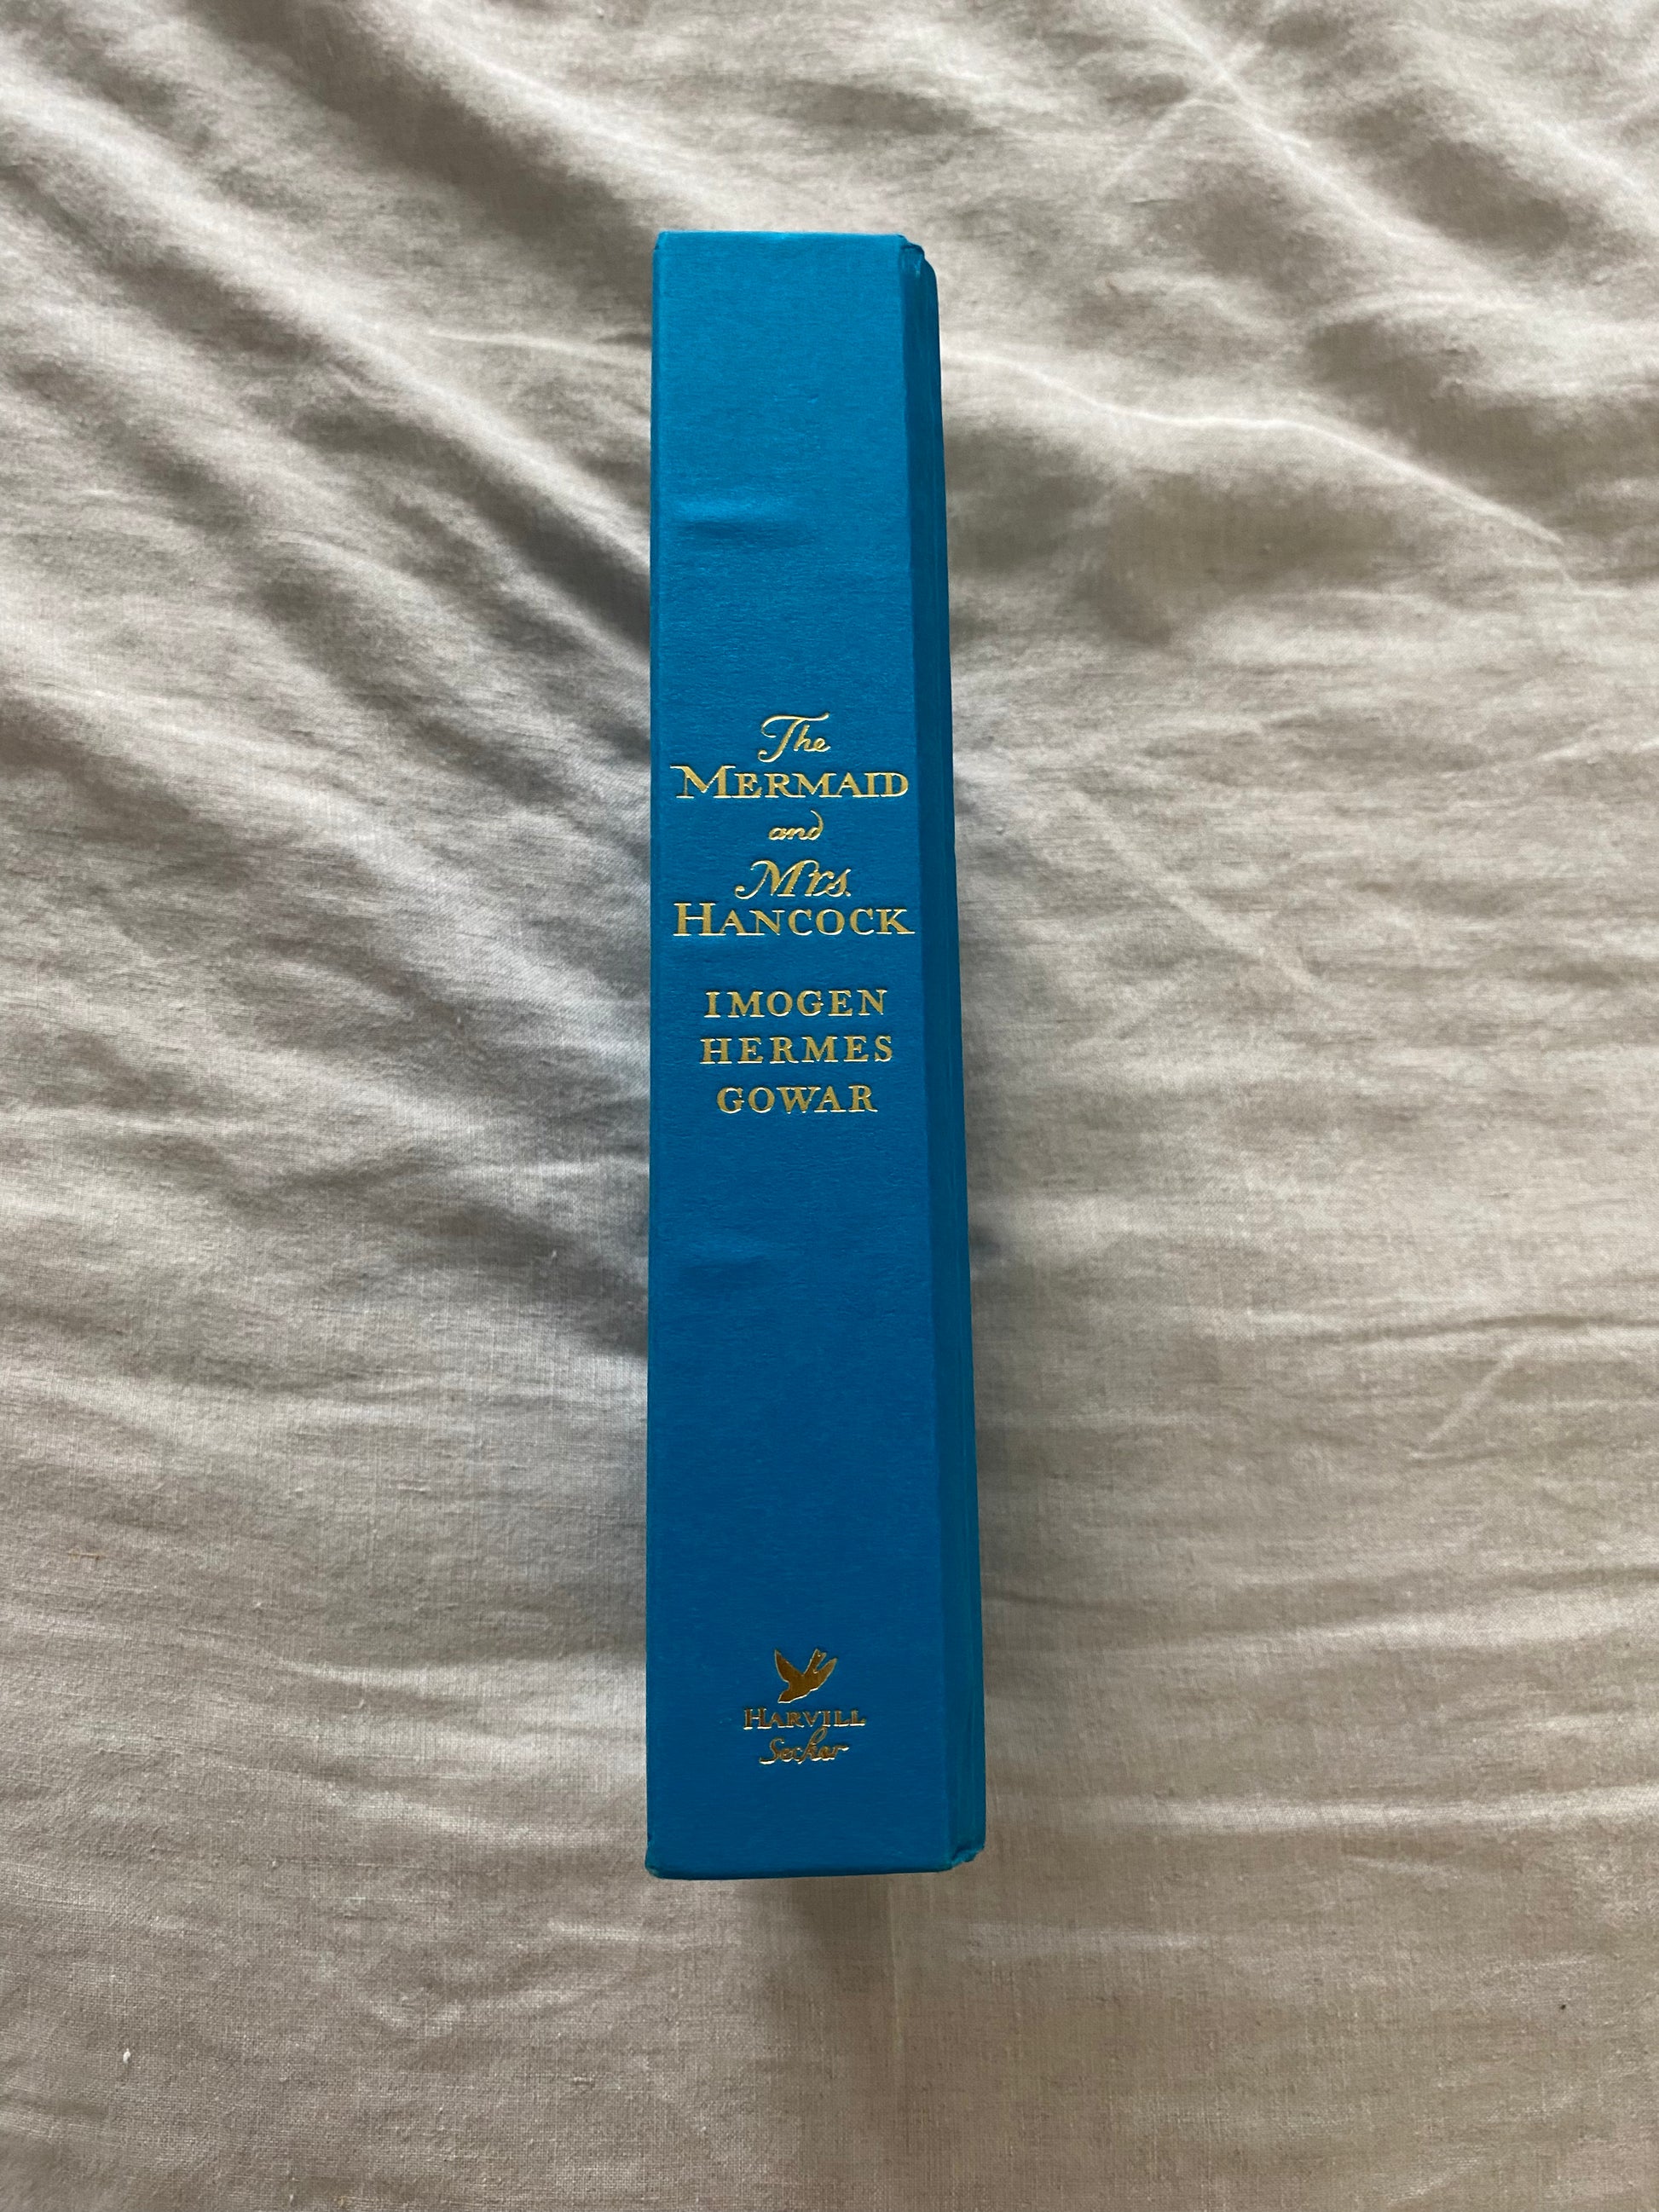 The
MERMAID
and
Mrs.
HANCOCK
IMOGEN
HERMES
GOWAR
HARVILL
Secker